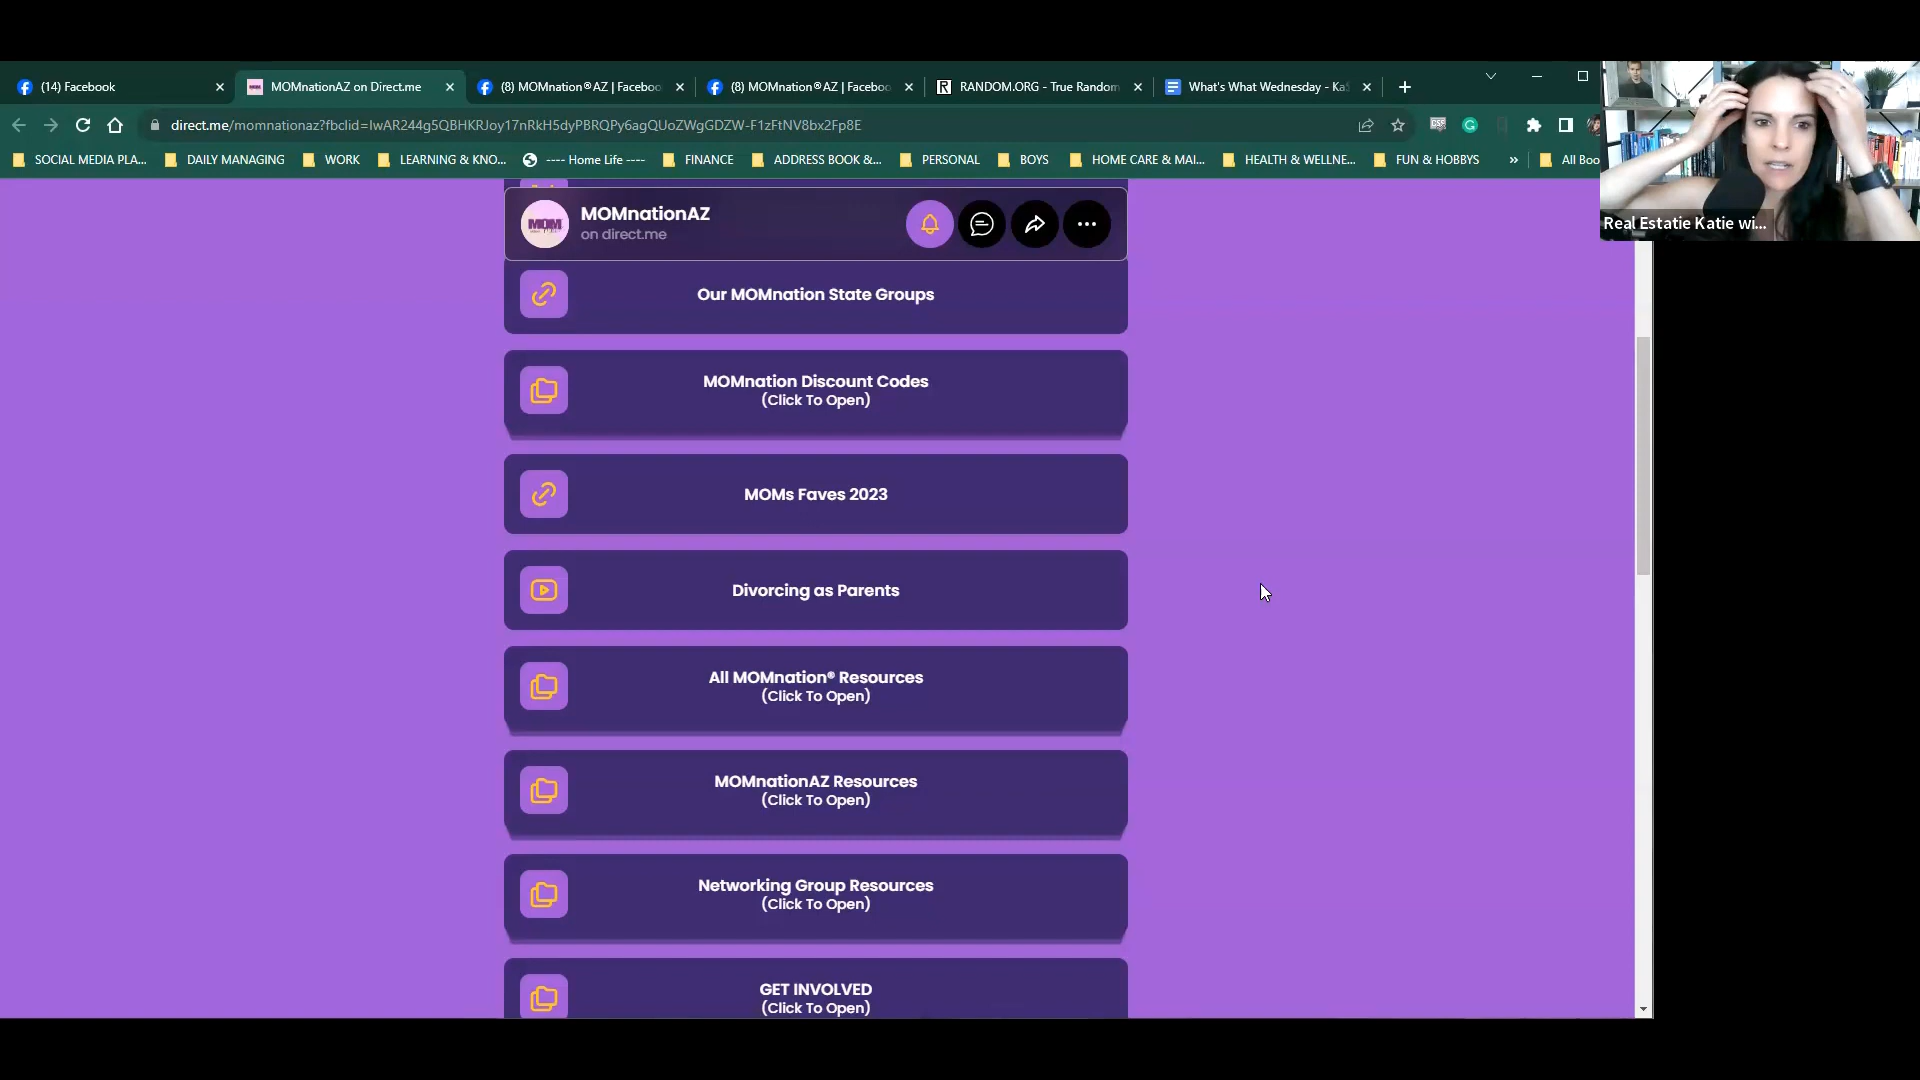 (14) Facebook
MOMnationAZ on Direct.me
(8) MOMnation®AZ | Faceboo
(8) MOMnation®AZ | Faceboo
RANDOM.ORG - True Random
What's What Wednesday - Ka
direct.me/momnationaz?fbclid=IwAR244g5QBHKRJoy17nRkH5dyPBRQPy6agQUoZWgGDZW-F1zFtNV8bx2Fp8E
SOCIAL MEDIA PLA...
DAILY MANAGING
WORK
LEARNING & KNO...
---- Home Life ----
FINANCE
ADDRESS BOOK &...
PERSONAL
BOYS
HOME CARE & MAI...
HEALTH & WELLNE...
FUN & HOBBYS
»
All Boo
Real Estatie Katie wi...
MOM
MOMnationAZ
on direct.me
Our MOMnation State Groups
MOMnation Discount Codes
(Click To Open)
MOMs Faves 2023
Divorcing as Parents
All MOMnation® Resources
(Click To Open)
MOMnationAZ Resources
(Click To Open)
Networking Group Resources
(Click To Open)
GET INVOLVED
(Click To Open)